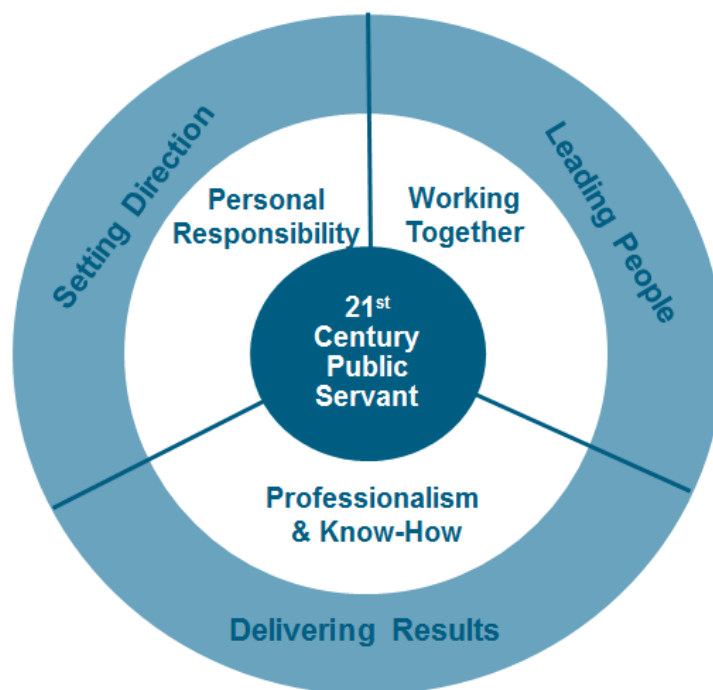 Setting Direction
Leading People
Personal
Responsibility
Working
Together
21st
Century
Public
Servant
Professionalism
& Know-How
Delivering Results